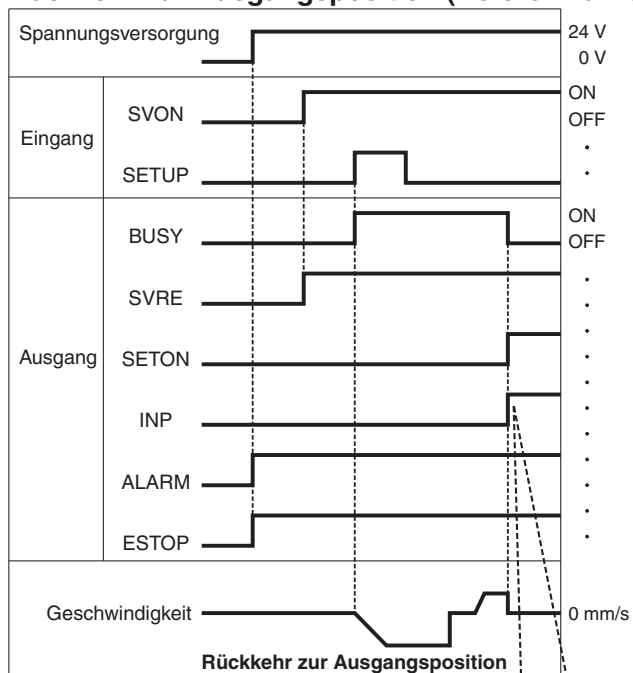 Spannungsversorgung
24 V
0 V
Eingang
SVON
ON
OFF
SETUP
Ausgang
BUSY
ON
OFF
SVRE
SETON
INP
ALARM
ESTOP
Geschwindigkeit
0 mm/s
Rückkehr zur Ausgangsposition